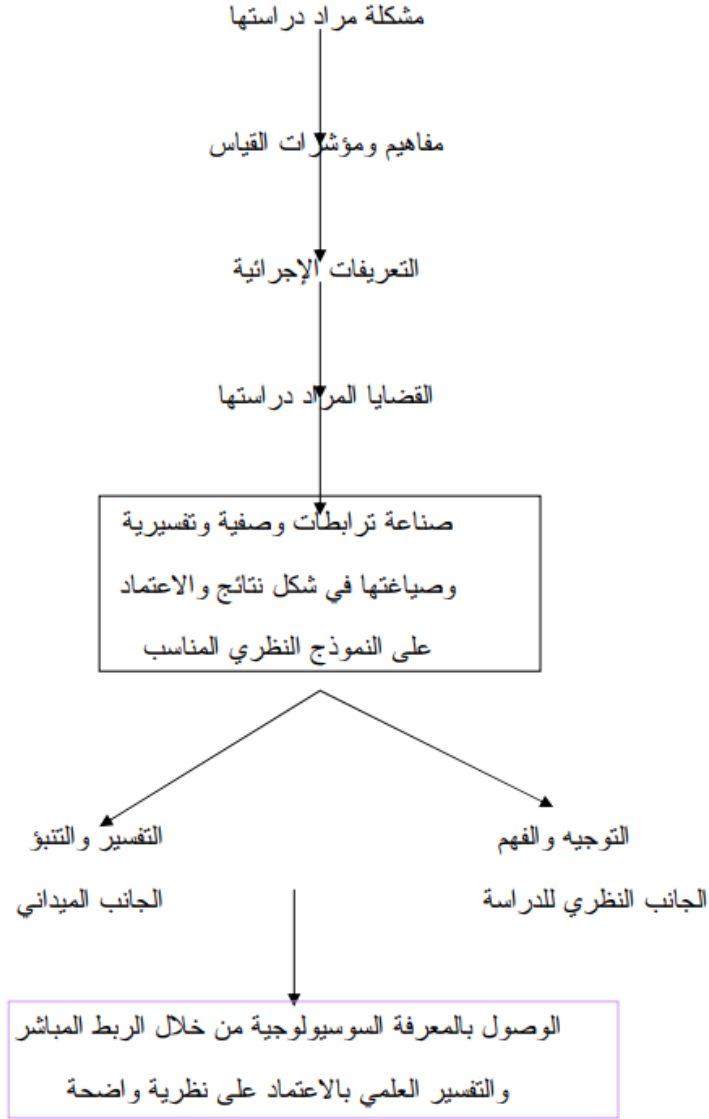 مشكلة مراد دراستها
مفاهيم ومؤشرات القياس
التعريفات الإجرائية
القضايا المراد دراستها
صناعة ترابطات وصفية وتفسيرية
وصياغتها في شكل نتائج والاعتماد
على النموذج النظري المناسب
التوجيه والفهم
الجانب النظري للدراسة
التفسير والتنبؤ
الجانب الميداني
الوصول بالمعرفة السوسيولوجية من خلال الربط المباشر
والتفسير العلمي بالاعتماد على نظرية واضحة